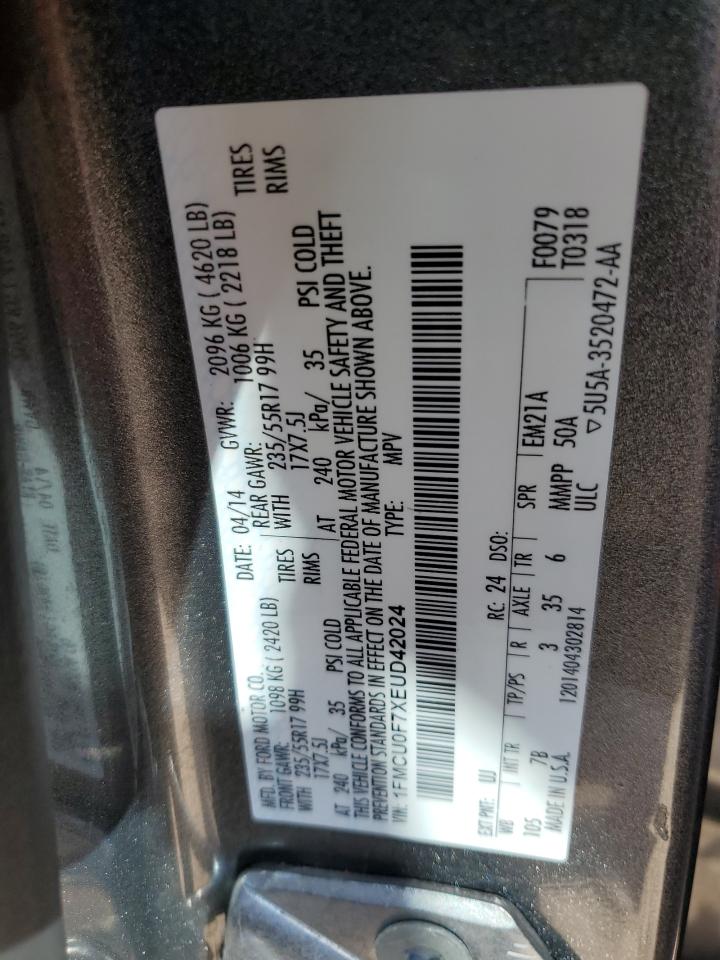 MFD. BY FORD MOTOR CO. DATE: 04/14 GVWR: 2096 KG ( 4620 LB)
FRONT GAWR: 1098 KG ( 2420 LB) REAR GAWR: 1006 KG ( 2218 LB)
WITH 235/55R17 99H TIRES WITH 235/55R17 99H TIRES
17X7.5J RIMS 17X7.5J RIMS
AT 240 kPa/ 35 PSI COLD AT 240 kPa/ 35 PSI COLD
THIS VEHICLE CONFORMS TO ALL APPLICABLE FEDERAL MOTOR VEHICLE SAFETY AND THEFT
PREVENTION STANDARDS IN EFFECT ON THE DATE OF MANUFACTURE SHOWN ABOVE.
VIN: 1FMCU0F7XEUD42024 TYPE: MPV
EXT PNT: UJ RC: 24 DSO:
WB INT TR TP/PS R AXLE TR SPR EM21A F0079
105 7B 3 35 6 MMPP 50A T0318
MADE IN U.S.A. 1201404302814 ULC ▽5U5A-3520472-AA